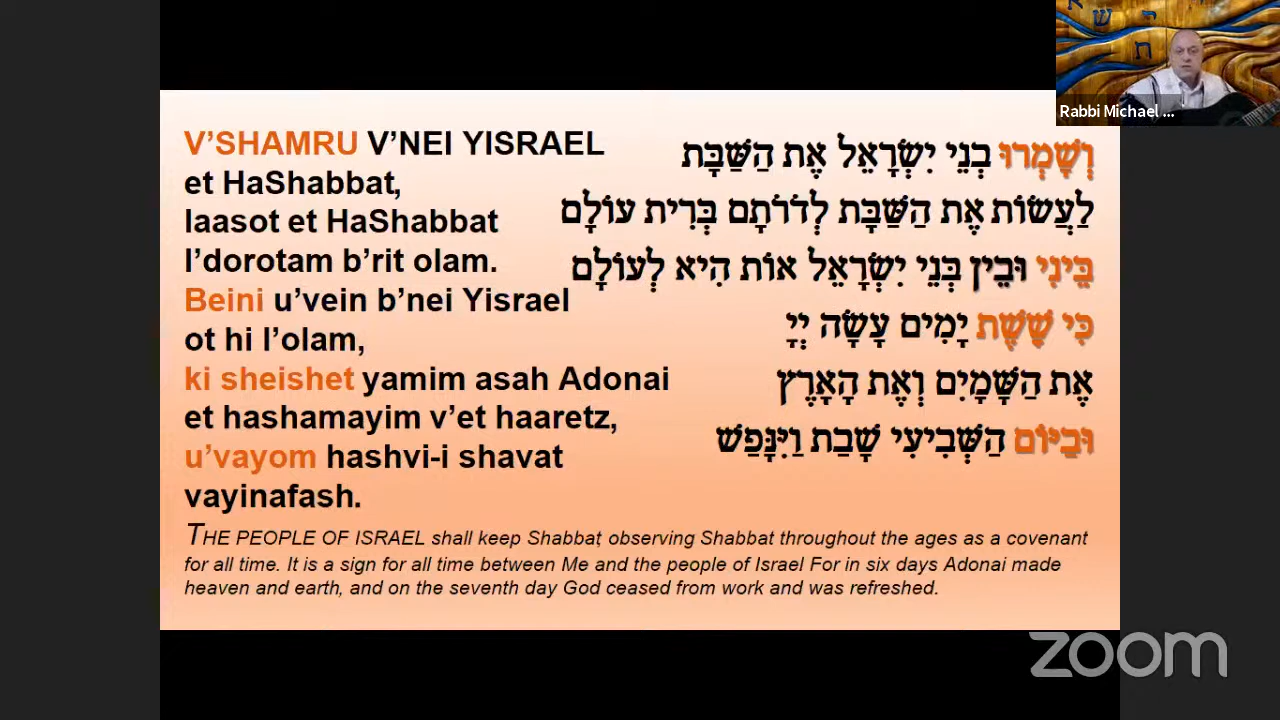 Rabbi Michael ...
V’SHAMRU V’NEI YISRAEL
et HaShabbat,
laasot et HaShabbat
l’dorotam b’rit olam.
Beini u’vein b’nei Yisrael
ot hi l’olam,
ki sheishet yamim asah Adonai
et hashamayim v’et haaretz,
u’vayom hashvi-i shavat
vayinafash.
וְשָׁמְרוּ בְנֵי יִשְׂרָאֵל אֶת הַשַּׁבָּת
לַעֲשׂוֹת אֶת הַשַּׁבָּת לְדֹרֹתָם בְּרִית עוֹלָם
בֵּינִי וּבֵין בְּנֵי יִשְׂרָאֵל אוֹת הִיא לְעוֹלָם
כִּי שֵׁשֶׁת יָמִים עָשָׂה יְיָ
אֶת הַשָּׁמַיִם וְאֶת הָאָרֶץ
וּבַיּוֹם הַשְּׁבִיעִי שָׁבַת וַיִּנָּפַשׁ
THE PEOPLE OF ISRAEL shall keep Shabbat, observing Shabbat throughout the ages as a covenant
for all time. It is a sign for all time between Me and the people of Israel For in six days Adonai made
heaven and earth, and on the seventh day God ceased from work and was refreshed.
zoom